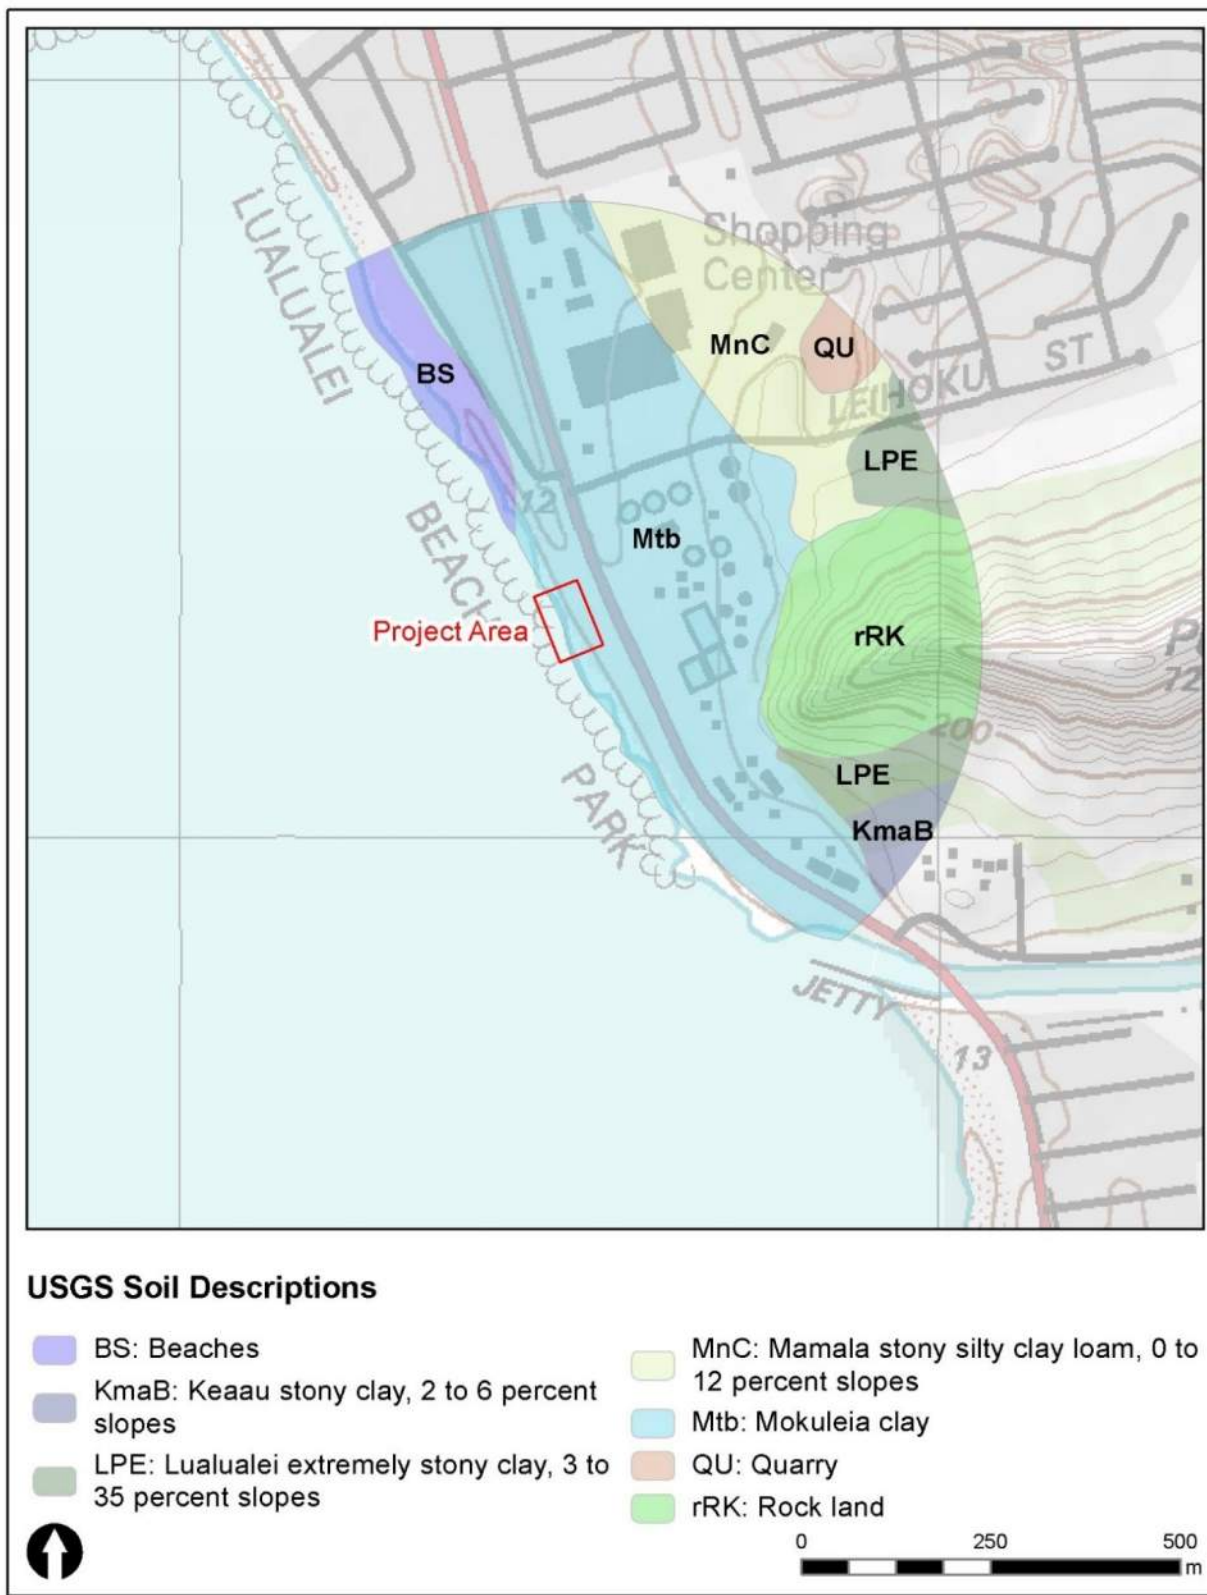 Shopping
Center
LUALUALEI
MnC
QU
ST
BS
LEIHOKU
LPE
12
BEACH
Mtb
Project Area
rRK
200
LPE
PARK
KmaB
JETTY
13
USGS Soil Descriptions
BS: Beaches
KmaB: Keaau stony clay, 2 to 6 percent
slopes
LPE: Lualualei extremely stony clay, 3 to
35 percent slopes
MnC: Mamala stony silty clay loam, 0 to
12 percent slopes
Mtb: Mokuleia clay
QU: Quarry
rRK: Rock land
0 250 500
m